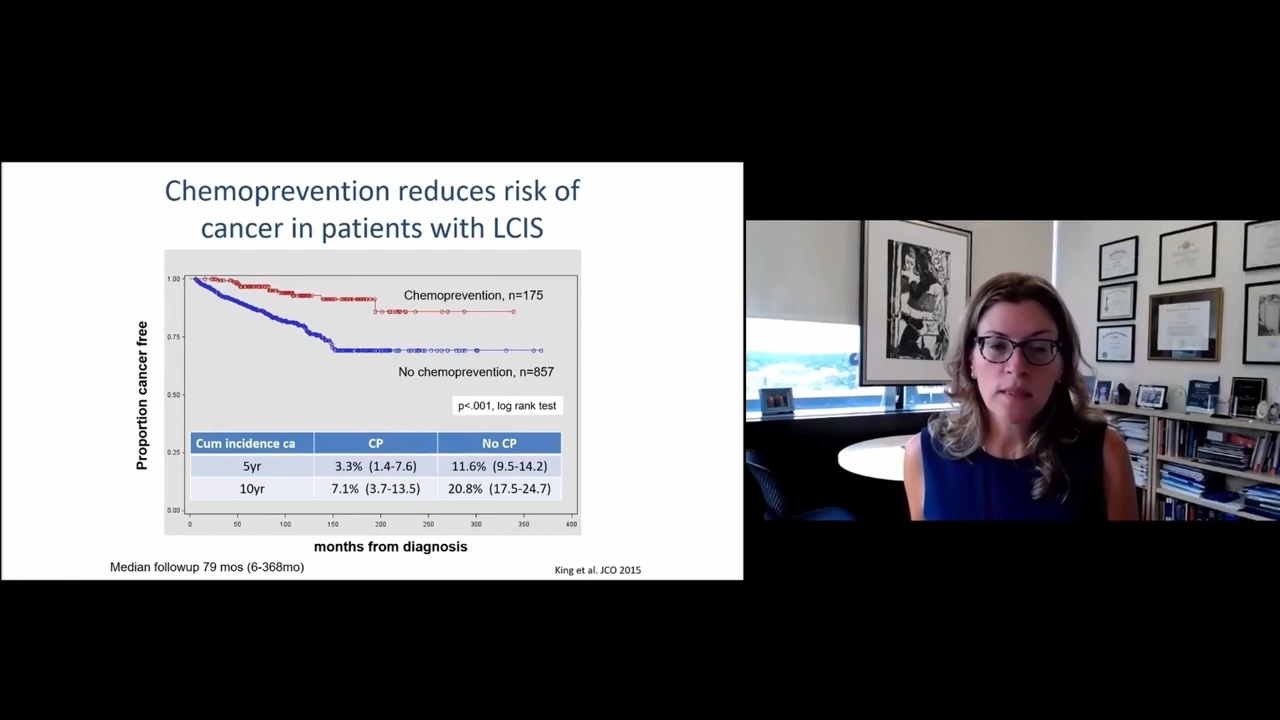 Chemoprevention reduces risk of
cancer in patients with LCIS
Proportion cancer free
1.00
0.75
0.50
0.25
0.00
Chemoprevention, n=175
No chemoprevention, n=857
p<.001, log rank test
Cum incidence ca CP No CP
5yr 3.3% (1.4-7.6) 11.6% (9.5-14.2)
10yr 7.1% (3.7-13.5) 20.8% (17.5-24.7)
0 50 100 150 200 250 300 350 400
months from diagnosis
Median followup 79 mos (6-368mo)
King et al. JCO 2015